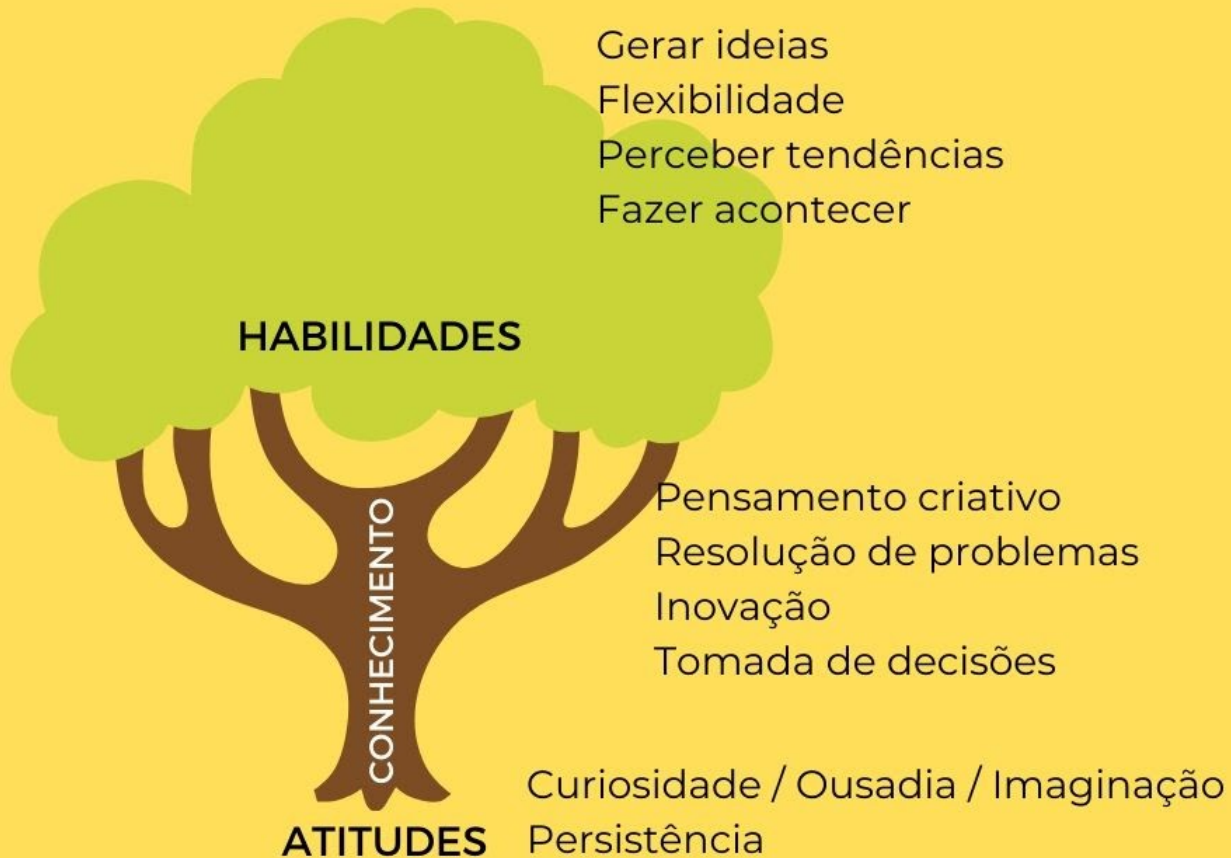 Gerar ideias
Flexibilidade
Perceber tendências
Fazer acontecer
HABILIDADES
Pensamento criativo
Resolução de problemas
Inovação
Tomada de decisões
CONHECIMENTO
Curiosidade / Ousadia / Imaginação
Persistência
ATITUDES